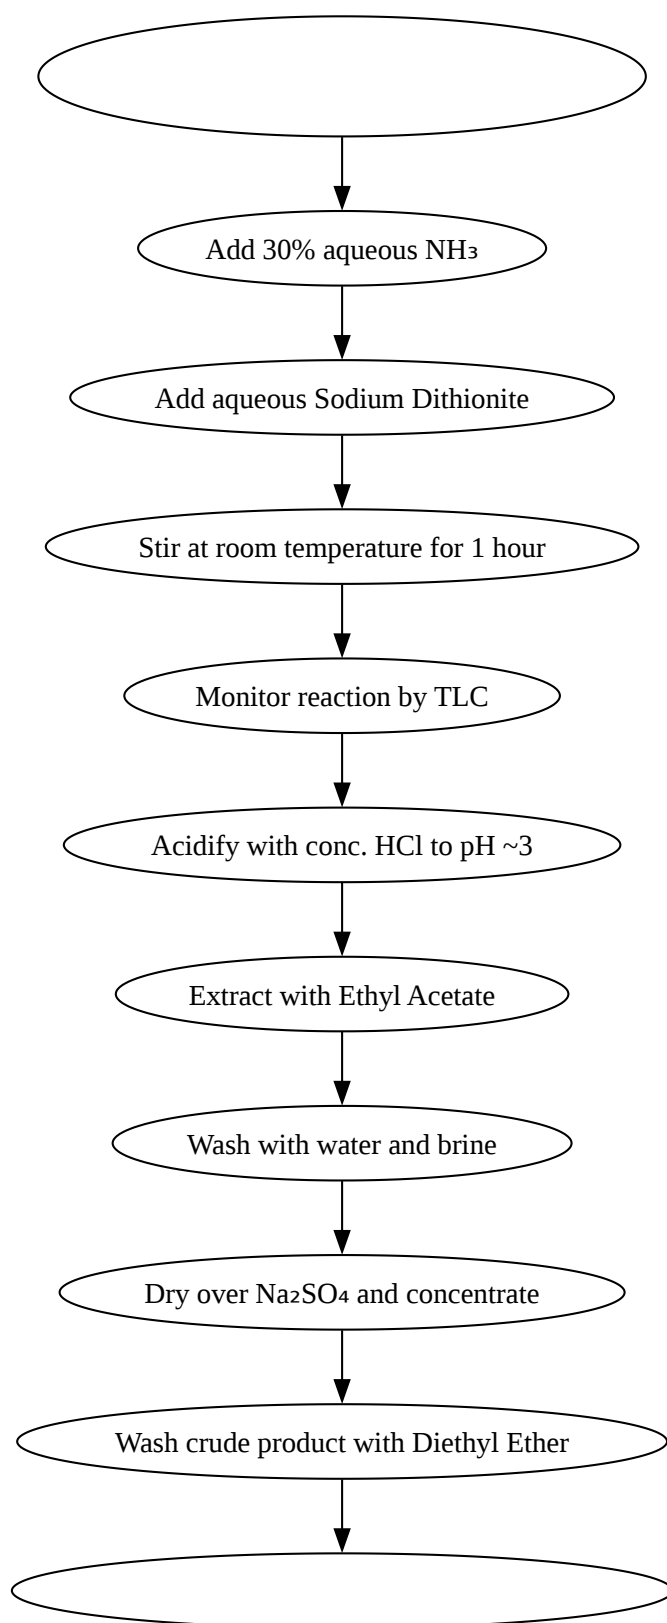 Add 30% aqueous NH₃
Add aqueous Sodium Dithionite
Stir at room temperature for 1 hour
Monitor reaction by TLC
Acidify with conc. HCl to pH ~3
Extract with Ethyl Acetate
Wash with water and brine
Dry over Na₂SO₄ and concentrate
Wash crude product with Diethyl Ether